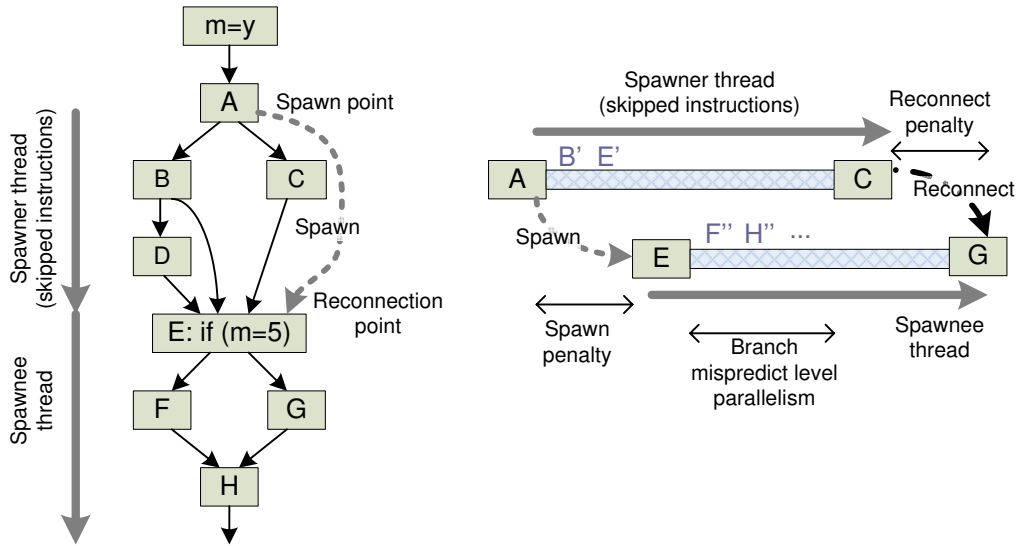 m=y
A
Spawn point
B
C
Spawn
D
Reconnection
point
E: if (m=5)
F
G
H
Spawner thread
(skipped instructions)
Spawnee
thread
Spawner thread
(skipped instructions)
Reconnect
penalty
B’ E’
A
C
Reconnect
Spawn
F’’ H’’ ...
E
G
Spawn
penalty
Branch
mispredict level
parallelism
Spawnee
thread